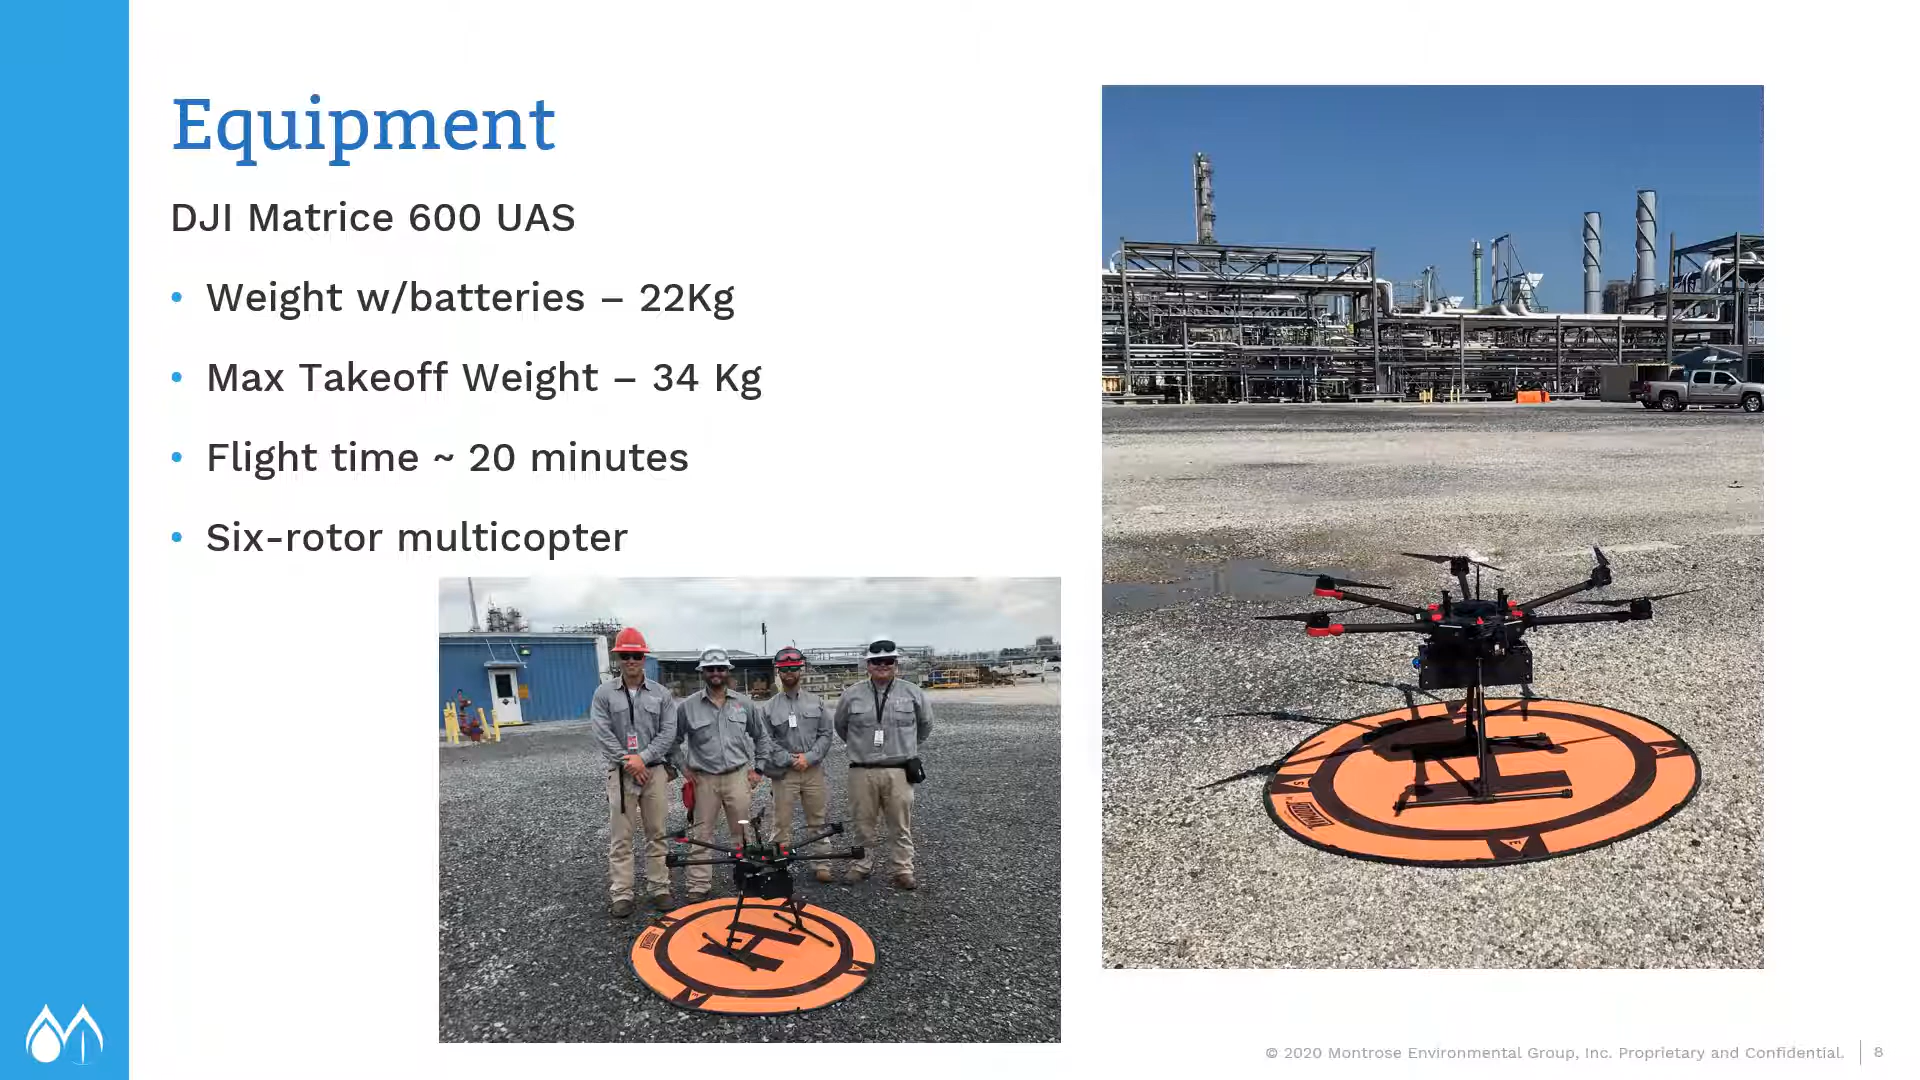 Equipment
DJI Matrice 600 UAS
• Weight w/batteries – 22Kg
• Max Takeoff Weight – 34 Kg
• Flight time ~ 20 minutes
• Six-rotor multicopter
H
H
© 2020 Montrose Environmental Group, Inc. Proprietary and Confidential. 8